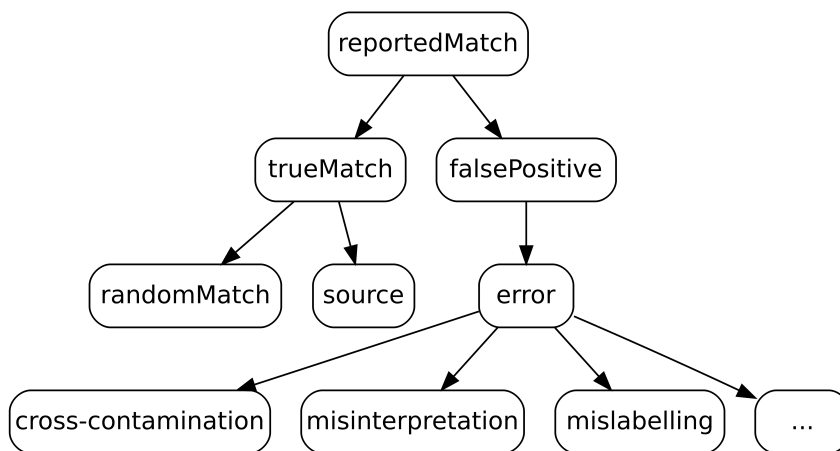 reportedMatch
trueMatch
falsePositive
randomMatch
source
error
cross-contamination
misinterpretation
mislabelling
...